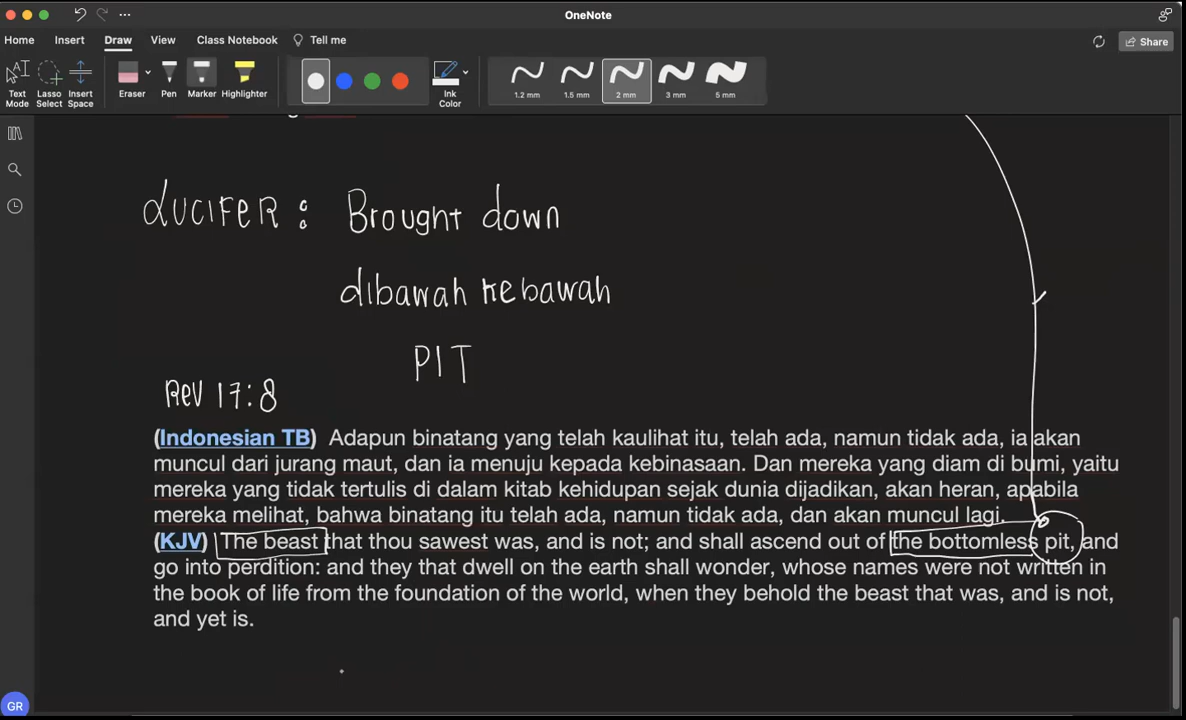 OneNote
Home Insert Draw View Class Notebook Tell me
Share
Text Mode
Lasso Select
Insert Space
Eraser
Pen
Marker
Highlighter
Ink Color
1.2 mm
1.5 mm
2 mm
3 mm
5 mm
LUCIFER : Brought down
dibawah kebawah
PIT
Rev 17:8
(Indonesian TB) Adapun binatang yang telah kaulihat itu, telah ada, namun tidak ada, ia akan
muncul dari jurang maut, dan ia menuju kepada kebinasaan. Dan mereka yang diam di bumi, yaitu
mereka yang tidak tertulis di dalam kitab kehidupan sejak dunia dijadikan, akan heran, apabila
mereka melihat, bahwa binatang itu telah ada, namun tidak ada, dan akan muncul lagi.
(KJV) The beast that thou sawest was, and is not; and shall ascend out of the bottomless pit, and
go into perdition: and they that dwell on the earth shall wonder, whose names were not written in
the book of life from the foundation of the world, when they behold the beast that was, and is not,
and yet is.
GR